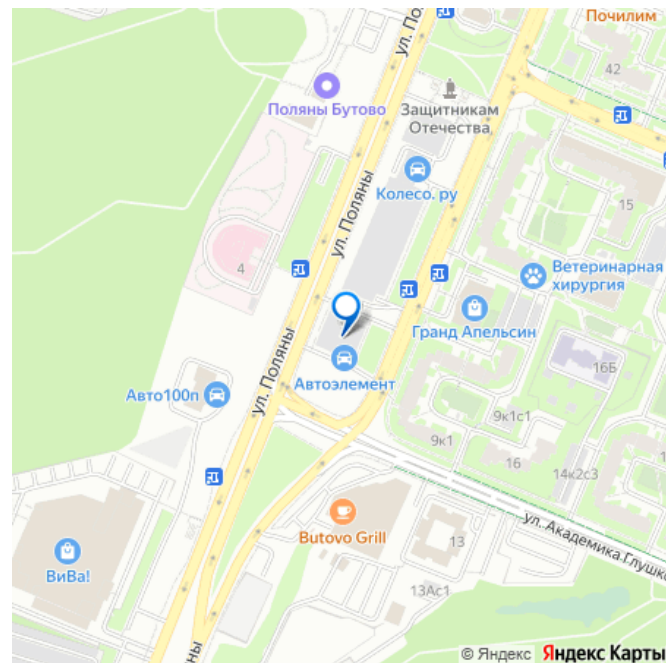 Почилим
42
ул. Поляны
Поляны Бутово
Защитникам
Отечества
Колесо. ру
15
ул. Поляны
4
Ветеринарная
хирургия
Гранд Апельсин
16Б
Автоэлемент
ул. Поляны
Авто100п
9к1с1
9к1
16
14к2с3
Butovo Grill
13
ул. Академика Глушко
ВиВа!
13Ас1
© Яндекс Яндекс Карты